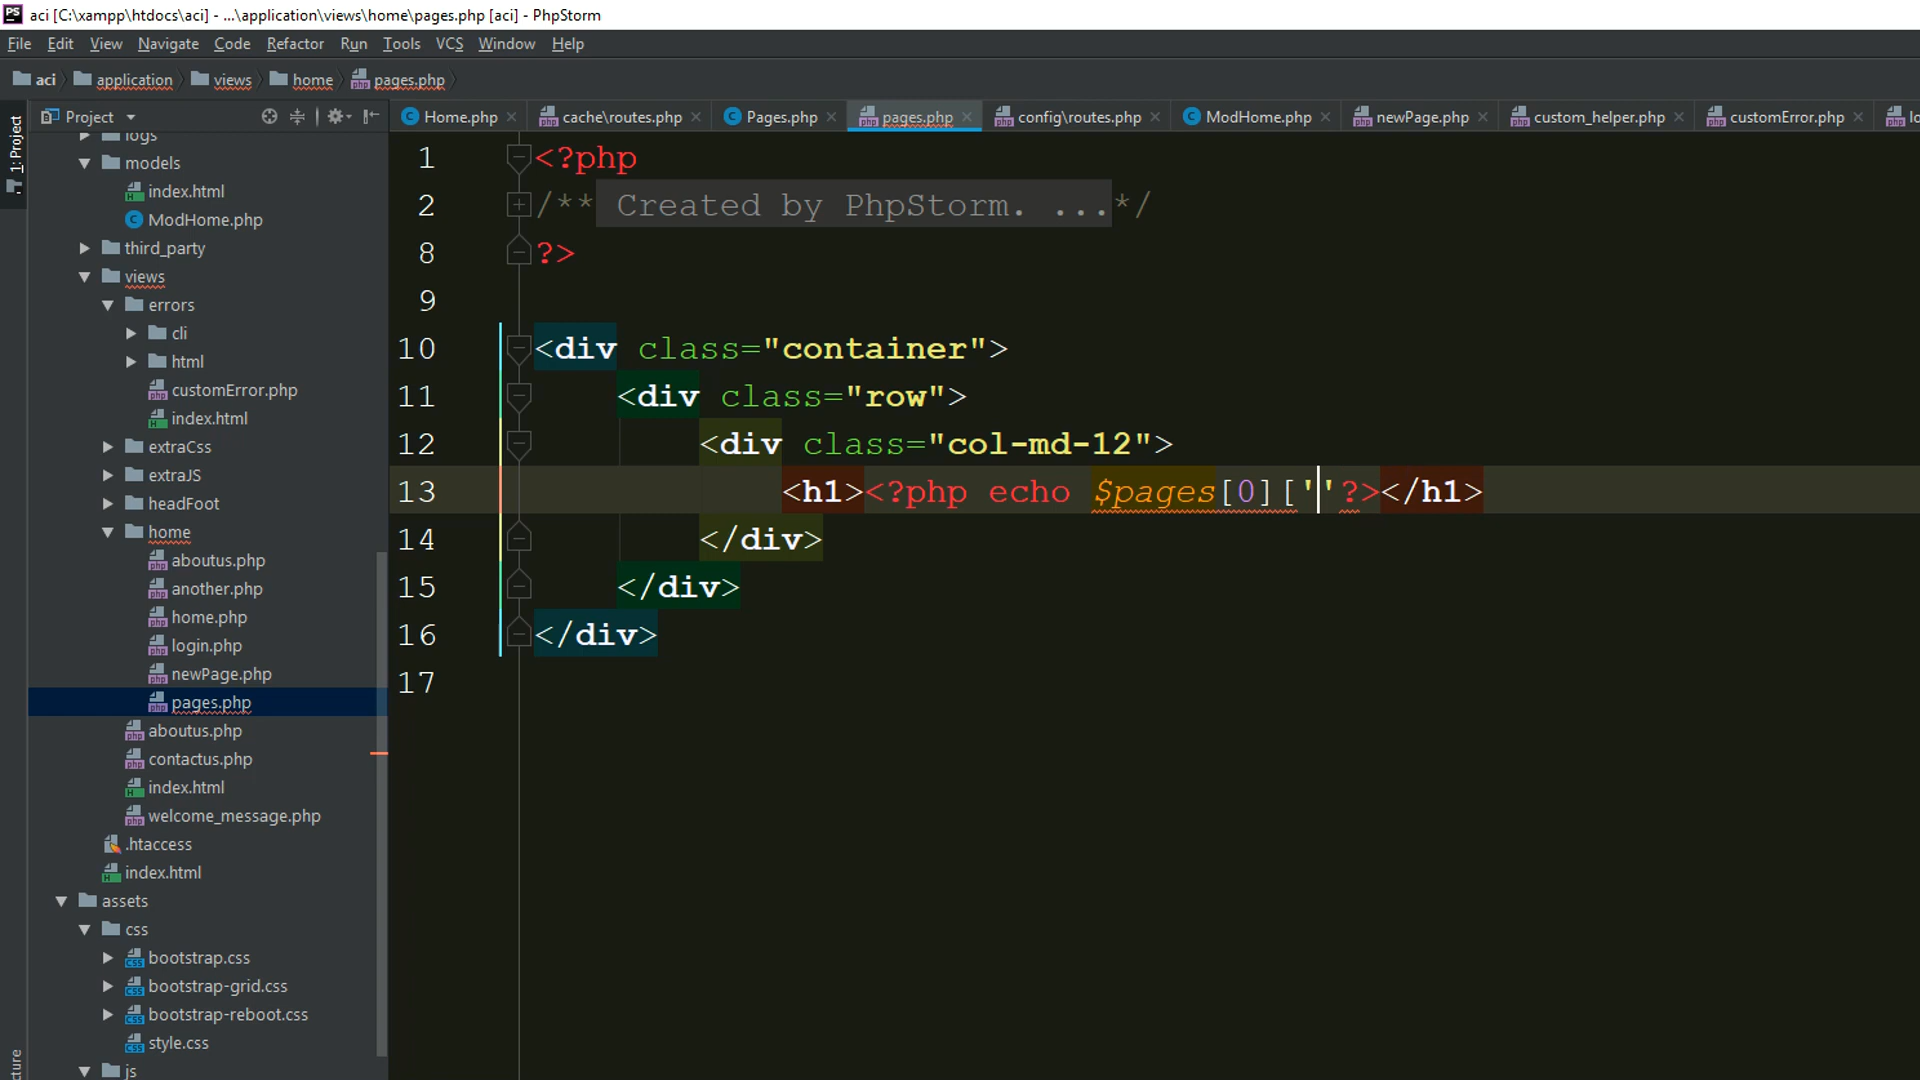 aci [C:\xampp\htdocs\aci] - ...\application\views\home\pages.php [aci] - PhpStorm
File Edit View Navigate Code Refactor Run Tools VCS Window Help
aci application views home pages.php
Project
Home.php cache\routes.php Pages.php pages.php config\routes.php ModHome.php newPage.php custom_helper.php customError.php lo
1: Project
logs
models
index.html
ModHome.php
third_party
views
errors
cli
html
customError.php
index.html
extraCss
extraJS
headFoot
home
aboutus.php
another.php
home.php
login.php
newPage.php
pages.php
aboutus.php
contactus.php
index.html
welcome_message.php
.htaccess
index.html
assets
css
bootstrap.css
bootstrap-grid.css
bootstrap-reboot.css
style.css
js
cture
1 <?php
2 /** Created by PhpStorm. ...*/
8 ?>
9
10 <div class="container">
11 <div class="row">
12 <div class="col-md-12">
13 <h1><?php echo $pages[0][''?></h1>
14 </div>
15 </div>
16 </div>
17